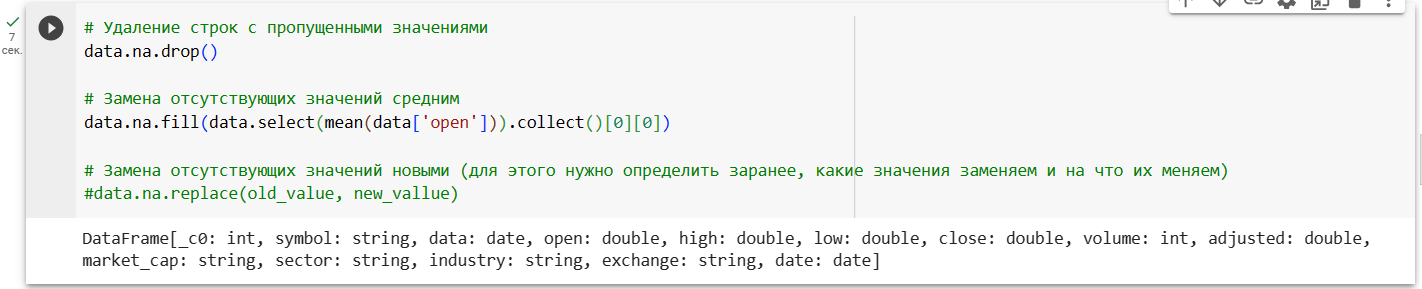 7
сек.
# Удаление строк с пропущенными значениями
data.na.drop()
# Замена отсутствующих значений средним
data.na.fill(data.select(mean(data['open'])).collect()[0][0])
# Замена отсутствующих значений новыми (для этого нужно определить заранее, какие значения заменяем и на что их меняем)
#data.na.replace(old_value, new_vallue)
DataFrame[_c0: int, symbol: string, data: date, open: double, high: double, low: double, close: double, volume: int, adjusted: double,
market_cap: string, sector: string, industry: string, exchange: string, date: date]